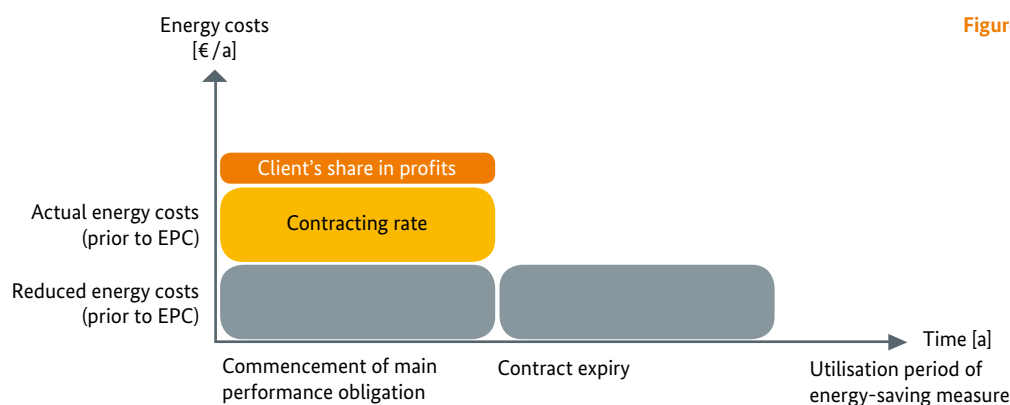 Energy costs
[€/a]
Figur
Client's share in profits
Actual energy costs
(prior to EPC)
Contracting rate
Reduced energy costs
(prior to EPC)
Time [a]
Commencement of main
performance obligation
Contract expiry
Utilisation period of
energy-saving measure